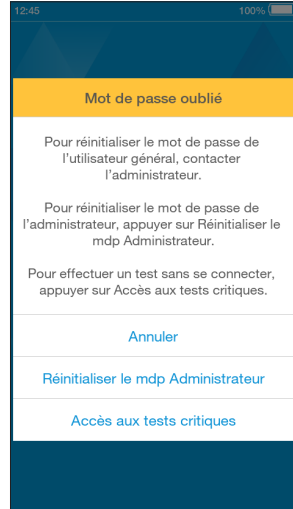 12:45
100%
Mot de passe oublié
Pour réinitialiser le mot de passe de
l'utilisateur général, contacter
l'administrateur.
Pour réinitialiser le mot de passe de
l'administrateur, appuyer sur Réinitialiser le
mdp Administrateur.
Pour effectuer un test sans se connecter,
appuyer sur Accès aux tests critiques.
Annuler
Réinitialiser le mdp Administrateur
Accès aux tests critiques